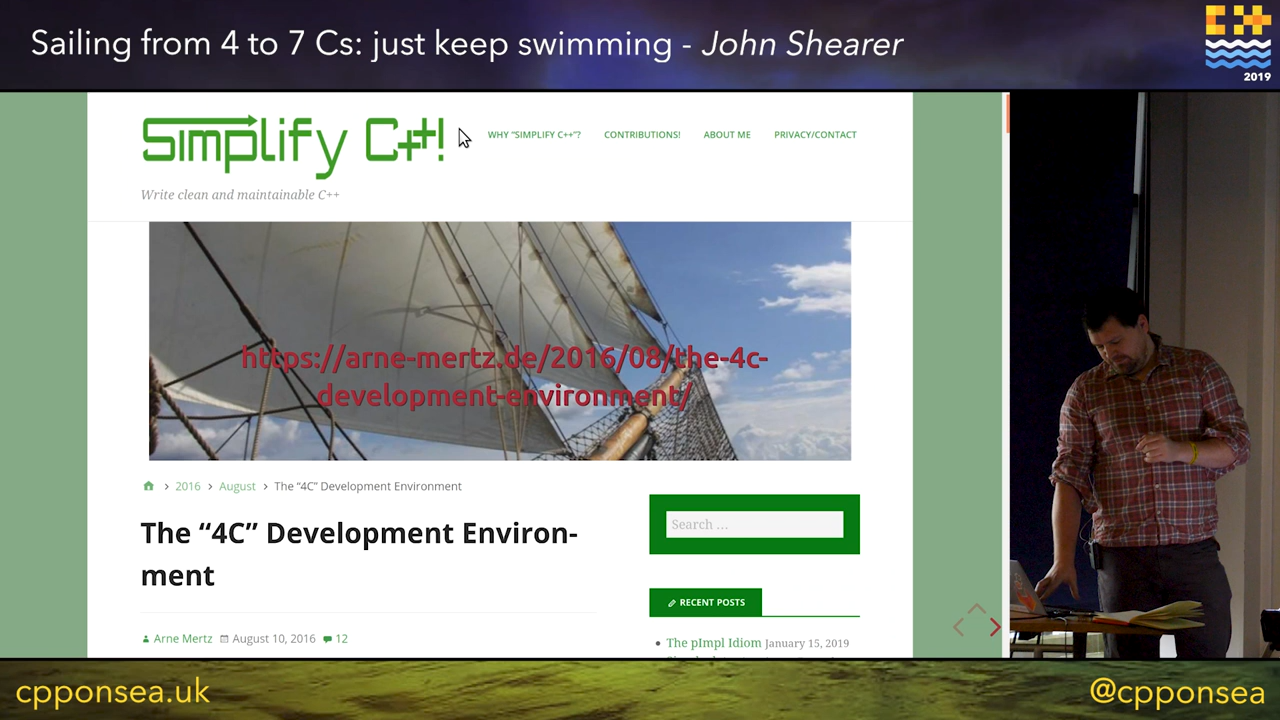 Sailing from 4 to 7 Cs: just keep swimming - John Shearer
2019
Simplify C++!
WHY “SIMPLIFY C++”?
CONTRIBUTIONS!
ABOUT ME
PRIVACY/CONTACT
Write clean and maintainable C++
https://arne-mertz.de/2016/08/the-4c-
development-environment/
2016 > August > The “4C” Development Environment
The “4C” Development Environ-
ment
Arne Mertz August 10, 2016 12
Search ...
RECENT POSTS
The pImpl Idiom January 15, 2019
cpponsea.uk
@cpponsea